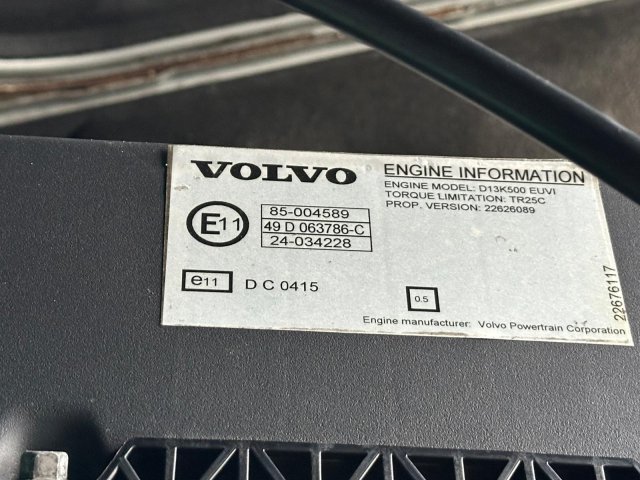 VOLVO
ENGINE INFORMATION
ENGINE MODEL: D13K500 EUVI
TORQUE LIMITATION: TR25C
PROP. VERSION: 22626089
E11
85-004589
49 D 063786-C
24-034228
e11 D C 0415
0.5
Engine manufacturer: Volvo Powertrain Corporation
22676117